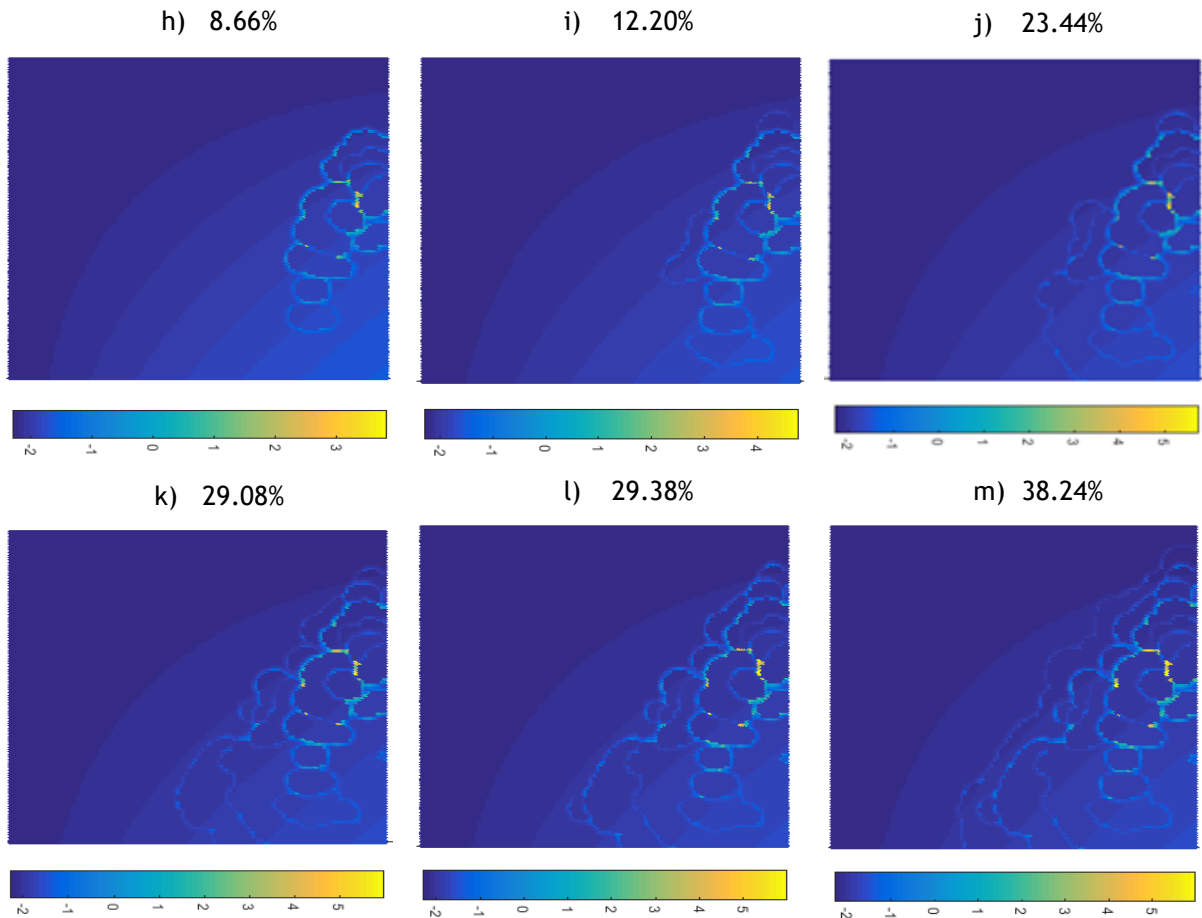 h) 8.66% i) 12.20% j) 23.44%
-2 -1 0 1 2 3 -2 -1 0 1 2 3 4 -2 -1 0 1 2 3 4 5
k) 29.08% l) 29.38% m) 38.24%
-2 -1 0 1 2 3 4 5 -2 -1 0 1 2 3 4 5 -2 -1 0 1 2 3 4 5